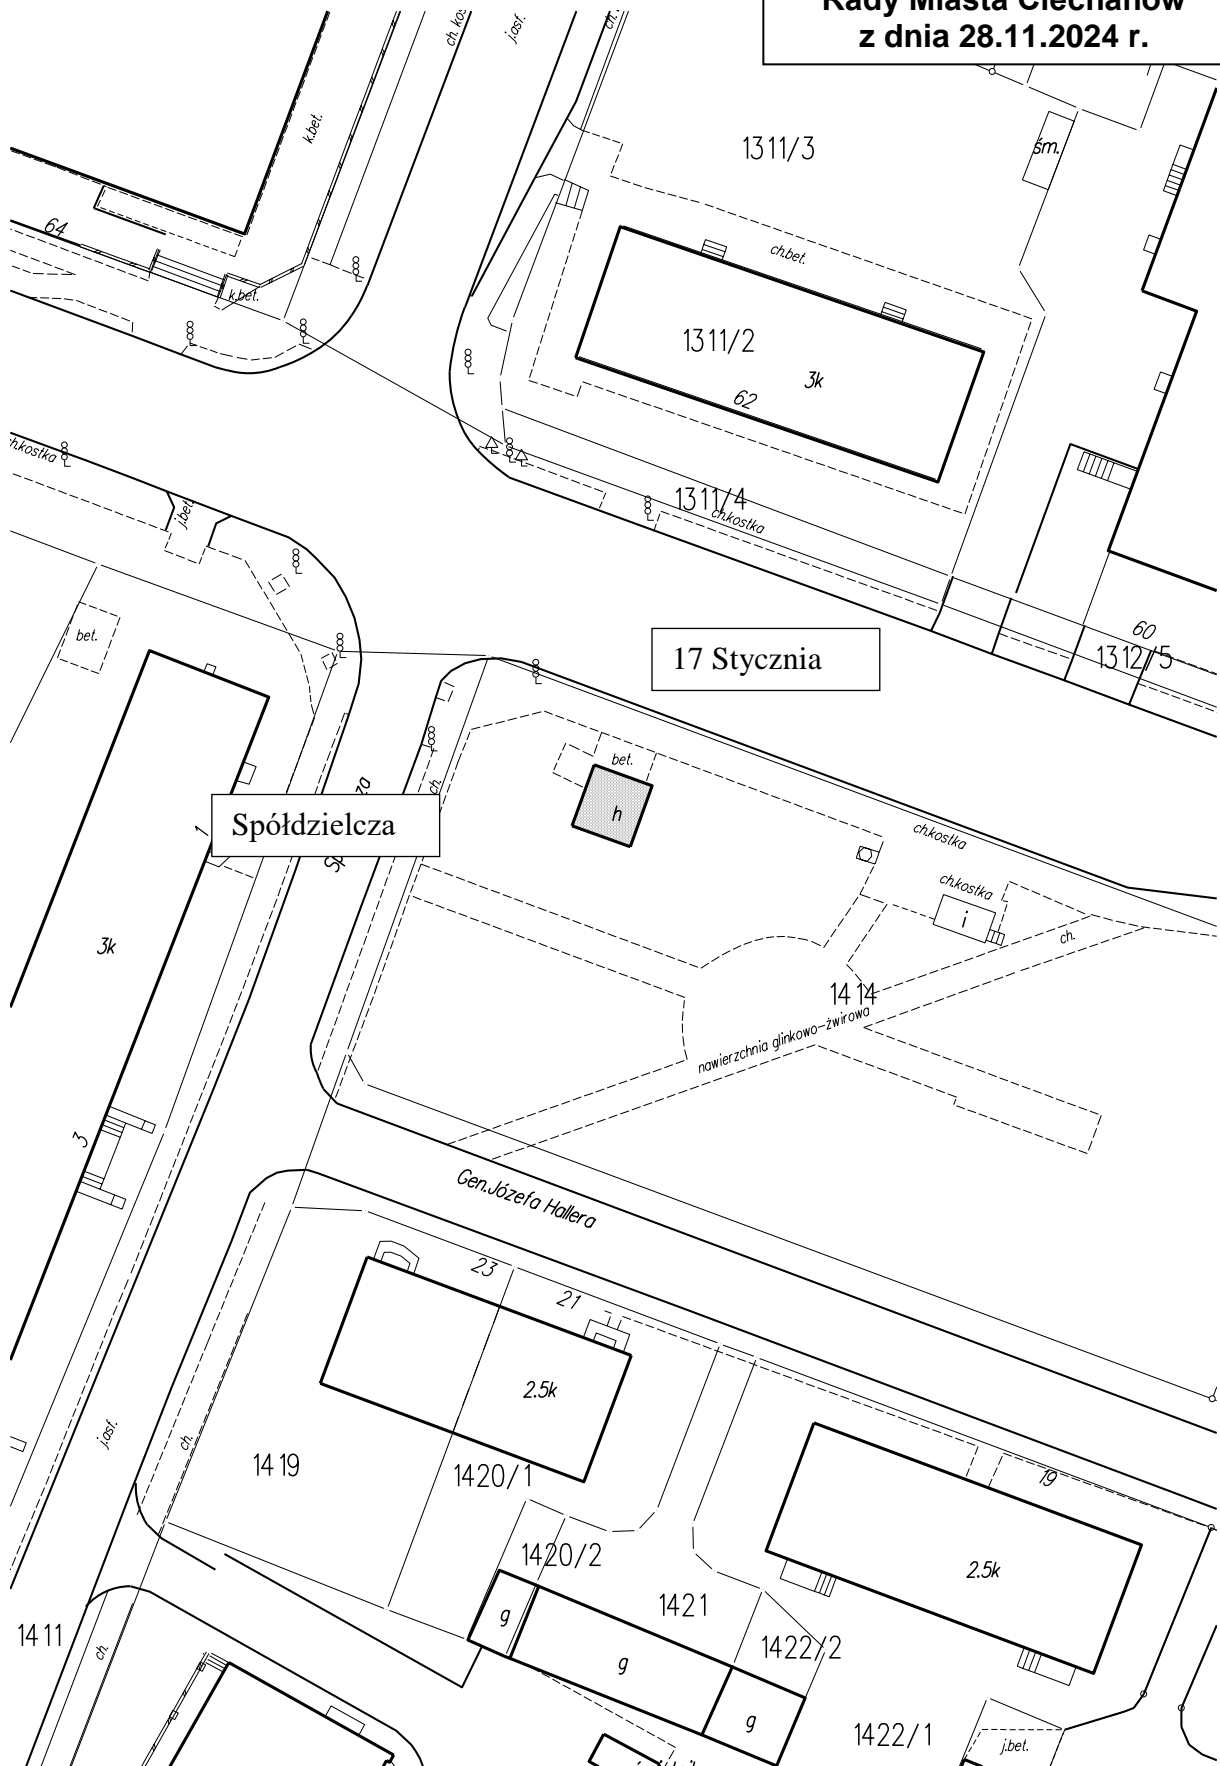 Rady Miasta Ciechanów
z dnia 28.11.2024 r.
ch. kos
j.asf.
ch.
k.bet.
1311/3
śm.
64
k.bet.
ch.bet.
1311/2
3k
62
ch.kostka
1311/4
ch.kostka
j.bet.
bet.
17 Stycznia
60
1312/5
bet.
h
ch.
Spółdzielcza
1
ch.kostka
ch.kostka
i
ch.
3k
1414
nawierzchnia glinkowo-żwirowa
3
Gen.Józefa Hallera
23
21
2.5k
j.asf.
ch.
1419
1420/1
19
1420/2
2.5k
1421
g
1411
ch.
1422/2
g
g
1422/1
j.bet.